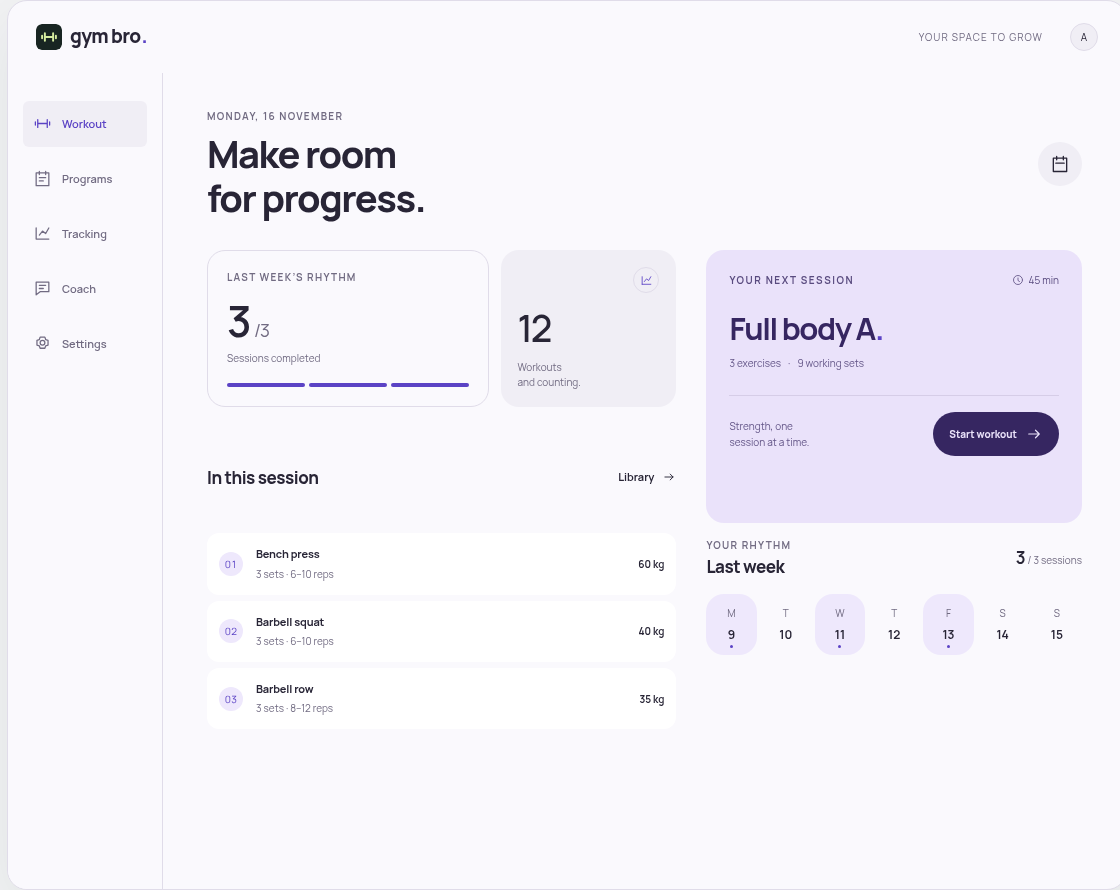 gym bro.
YOUR SPACE TO GROW
A
Workout
Programs
Tracking
Coach
Settings
MONDAY, 16 NOVEMBER
Make room
for progress.
LAST WEEK'S RHYTHM
3 /3
Sessions completed
12
Workouts
and counting.
YOUR NEXT SESSION
45 min
Full body A.
3 exercises · 9 working sets
Strength, one
session at a time.
Start workout
In this session
Library
01
Bench press
3 sets · 6–10 reps
60 kg
02
Barbell squat
3 sets · 6–10 reps
40 kg
03
Barbell row
3 sets · 8–12 reps
35 kg
YOUR RHYTHM
Last week
3 / 3 sessions
M T W T F S S
9 10 11 12 13 14 15